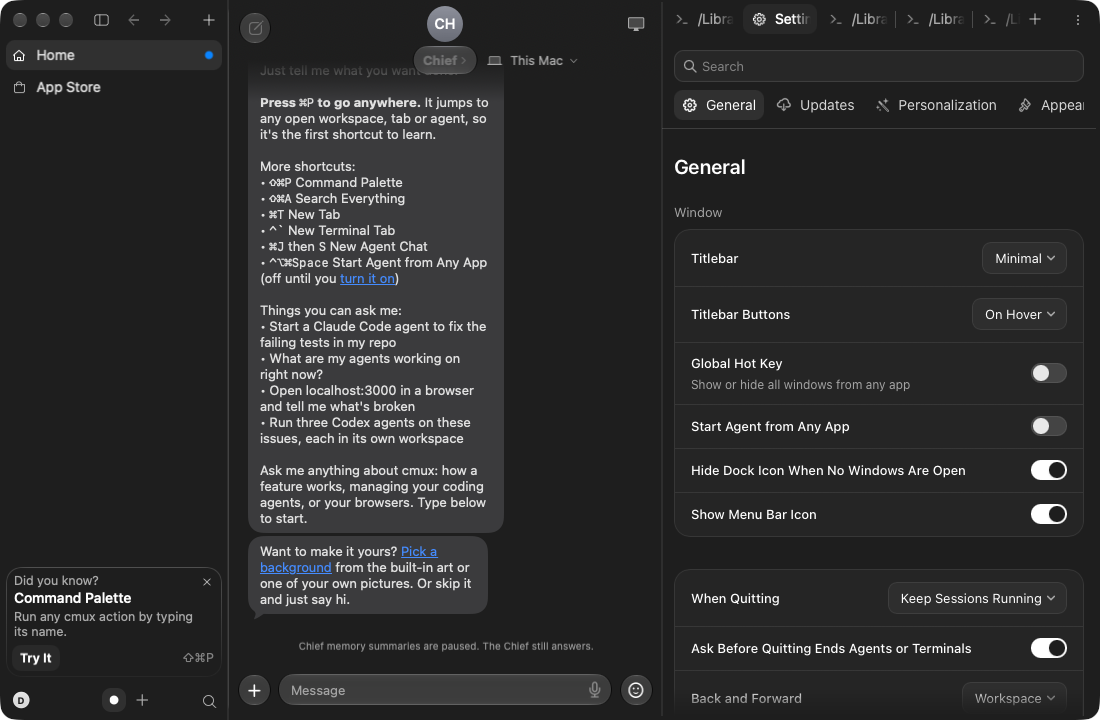 Home
App Store
Did you know?
Command Palette
Run any cmux action by typing
its name.
Try It
⇧⌘P
D
CH
Chief
This Mac
Just tell me what you want done.
Press ⌘P to go anywhere. It jumps to
any open workspace, tab or agent, so
it's the first shortcut to learn.
More shortcuts:
• ⇧⌘P Command Palette
• ⇧⌘A Search Everything
• ⌘T New Tab
• ^` New Terminal Tab
• ⌘J then S New Agent Chat
• ^⌥⌘Space Start Agent from Any App
(off until you turn it on)
Things you can ask me:
• Start a Claude Code agent to fix the
failing tests in my repo
• What are my agents working on
right now?
• Open localhost:3000 in a browser
and tell me what's broken
• Run three Codex agents on these
issues, each in its own workspace
Ask me anything about cmux: how a
feature works, managing your coding
agents, or your browsers. Type below
to start.
Want to make it yours? Pick a
background from the built-in art or
one of your own pictures. Or skip it
and just say hi.
Chief memory summaries are paused. The Chief still answers.
Message
/Libra
Settin
/Libra
/Libra
/L
Search
General
Updates
Personalization
Appear
General
Window
Titlebar
Minimal
Titlebar Buttons
On Hover
Global Hot Key
Show or hide all windows from any app
Start Agent from Any App
Hide Dock Icon When No Windows Are Open
Show Menu Bar Icon
When Quitting
Keep Sessions Running
Ask Before Quitting Ends Agents or Terminals
Back and Forward
Workspace